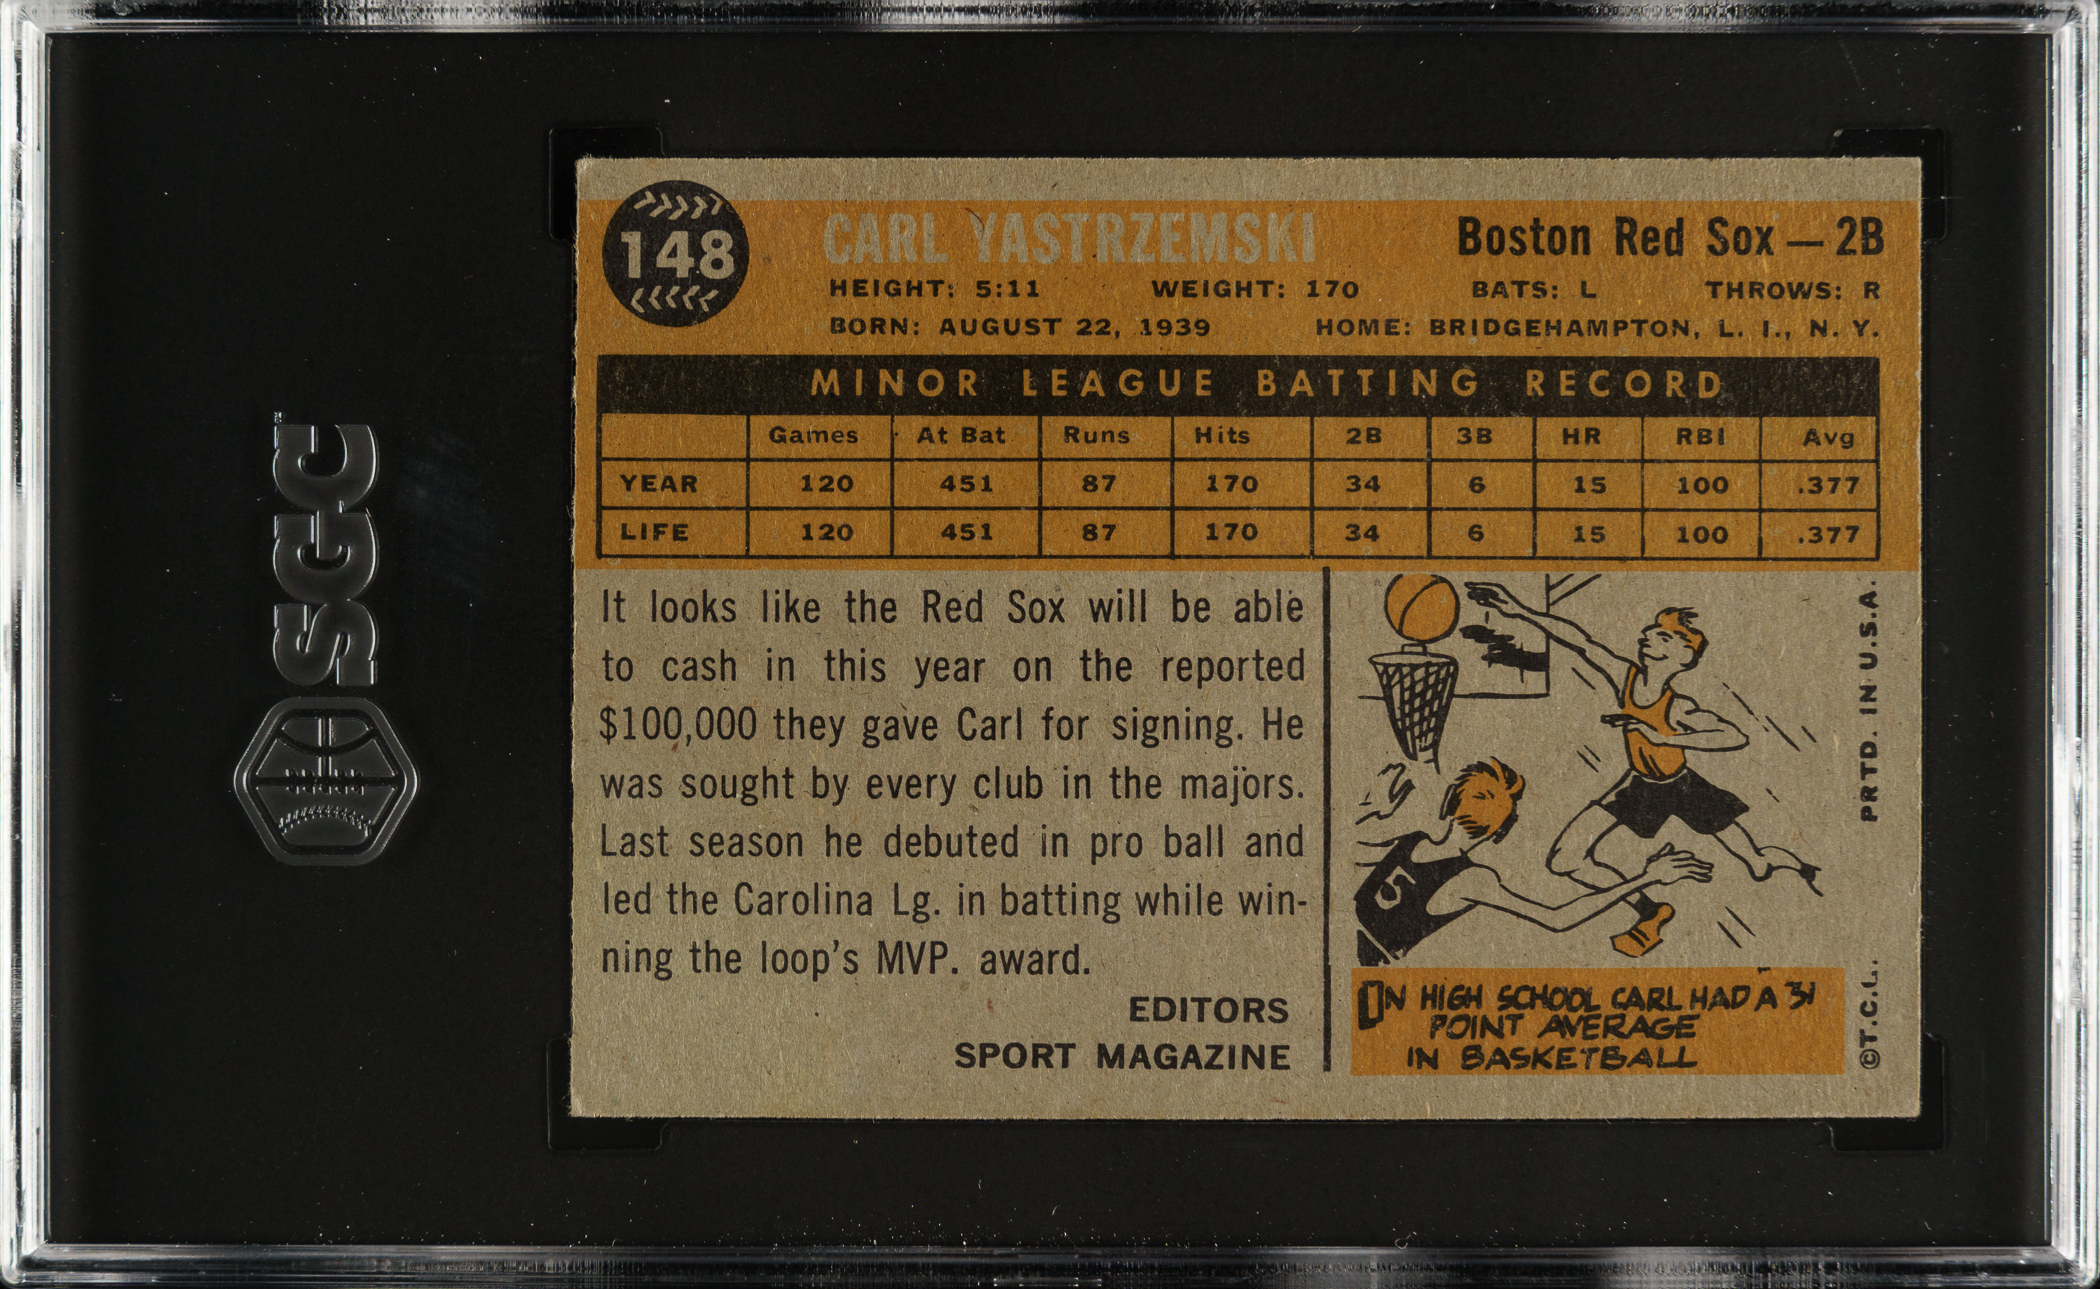 SGC
148
CARL YASTRZEMSKI
Boston Red Sox — 2B
HEIGHT: 5:11 WEIGHT: 170 BATS: L THROWS: R
BORN: AUGUST 22, 1939 HOME: BRIDGEHAMPTON, L. I., N. Y.
MINOR LEAGUE BATTING RECORD
Games At Bat Runs Hits 2B 3B HR RBI Avg
YEAR 120 451 87 170 34 6 15 100 .377
LIFE 120 451 87 170 34 6 15 100 .377
It looks like the Red Sox will be able
to cash in this year on the reported
$100,000 they gave Carl for signing. He
was sought by every club in the majors.
Last season he debuted in pro ball and
led the Carolina Lg. in batting while win-
ning the loop's MVP. award.
EDITORS
SPORT MAGAZINE
5
IN HIGH SCHOOL CARL HAD A 31
POINT AVERAGE
IN BASKETBALL
©T.C.G. PRTD. IN U.S.A.